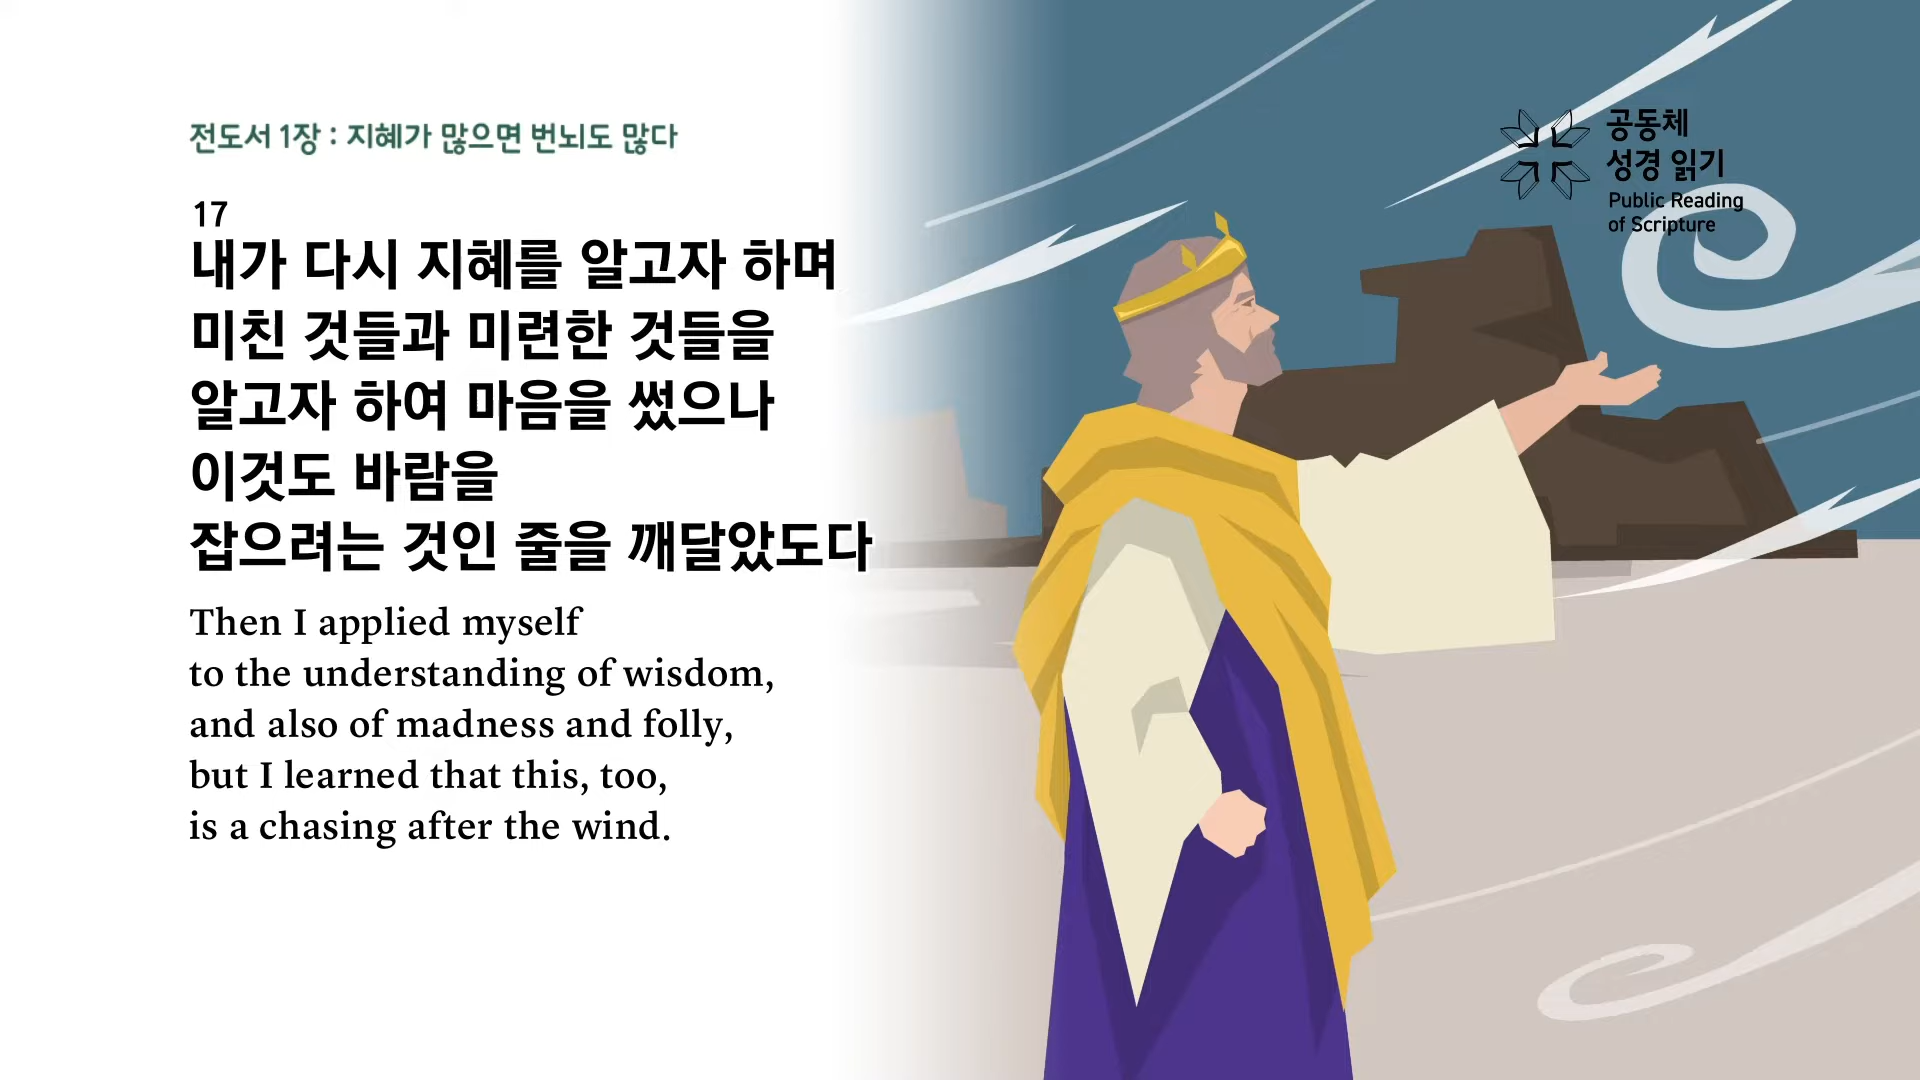 전도서 1장 : 지혜가 많으면 번뇌도 많다
17
내가 다시 지혜를 알고자 하며
미친 것들과 미련한 것들을
알고자 하여 마음을 썼으나
이것도 바람을
잡으려는 것인 줄을 깨달았도다
Then I applied myself
to the understanding of wisdom,
and also of madness and folly,
but I learned that this, too,
is a chasing after the wind.
공동체
성경 읽기
Public Reading
of Scripture